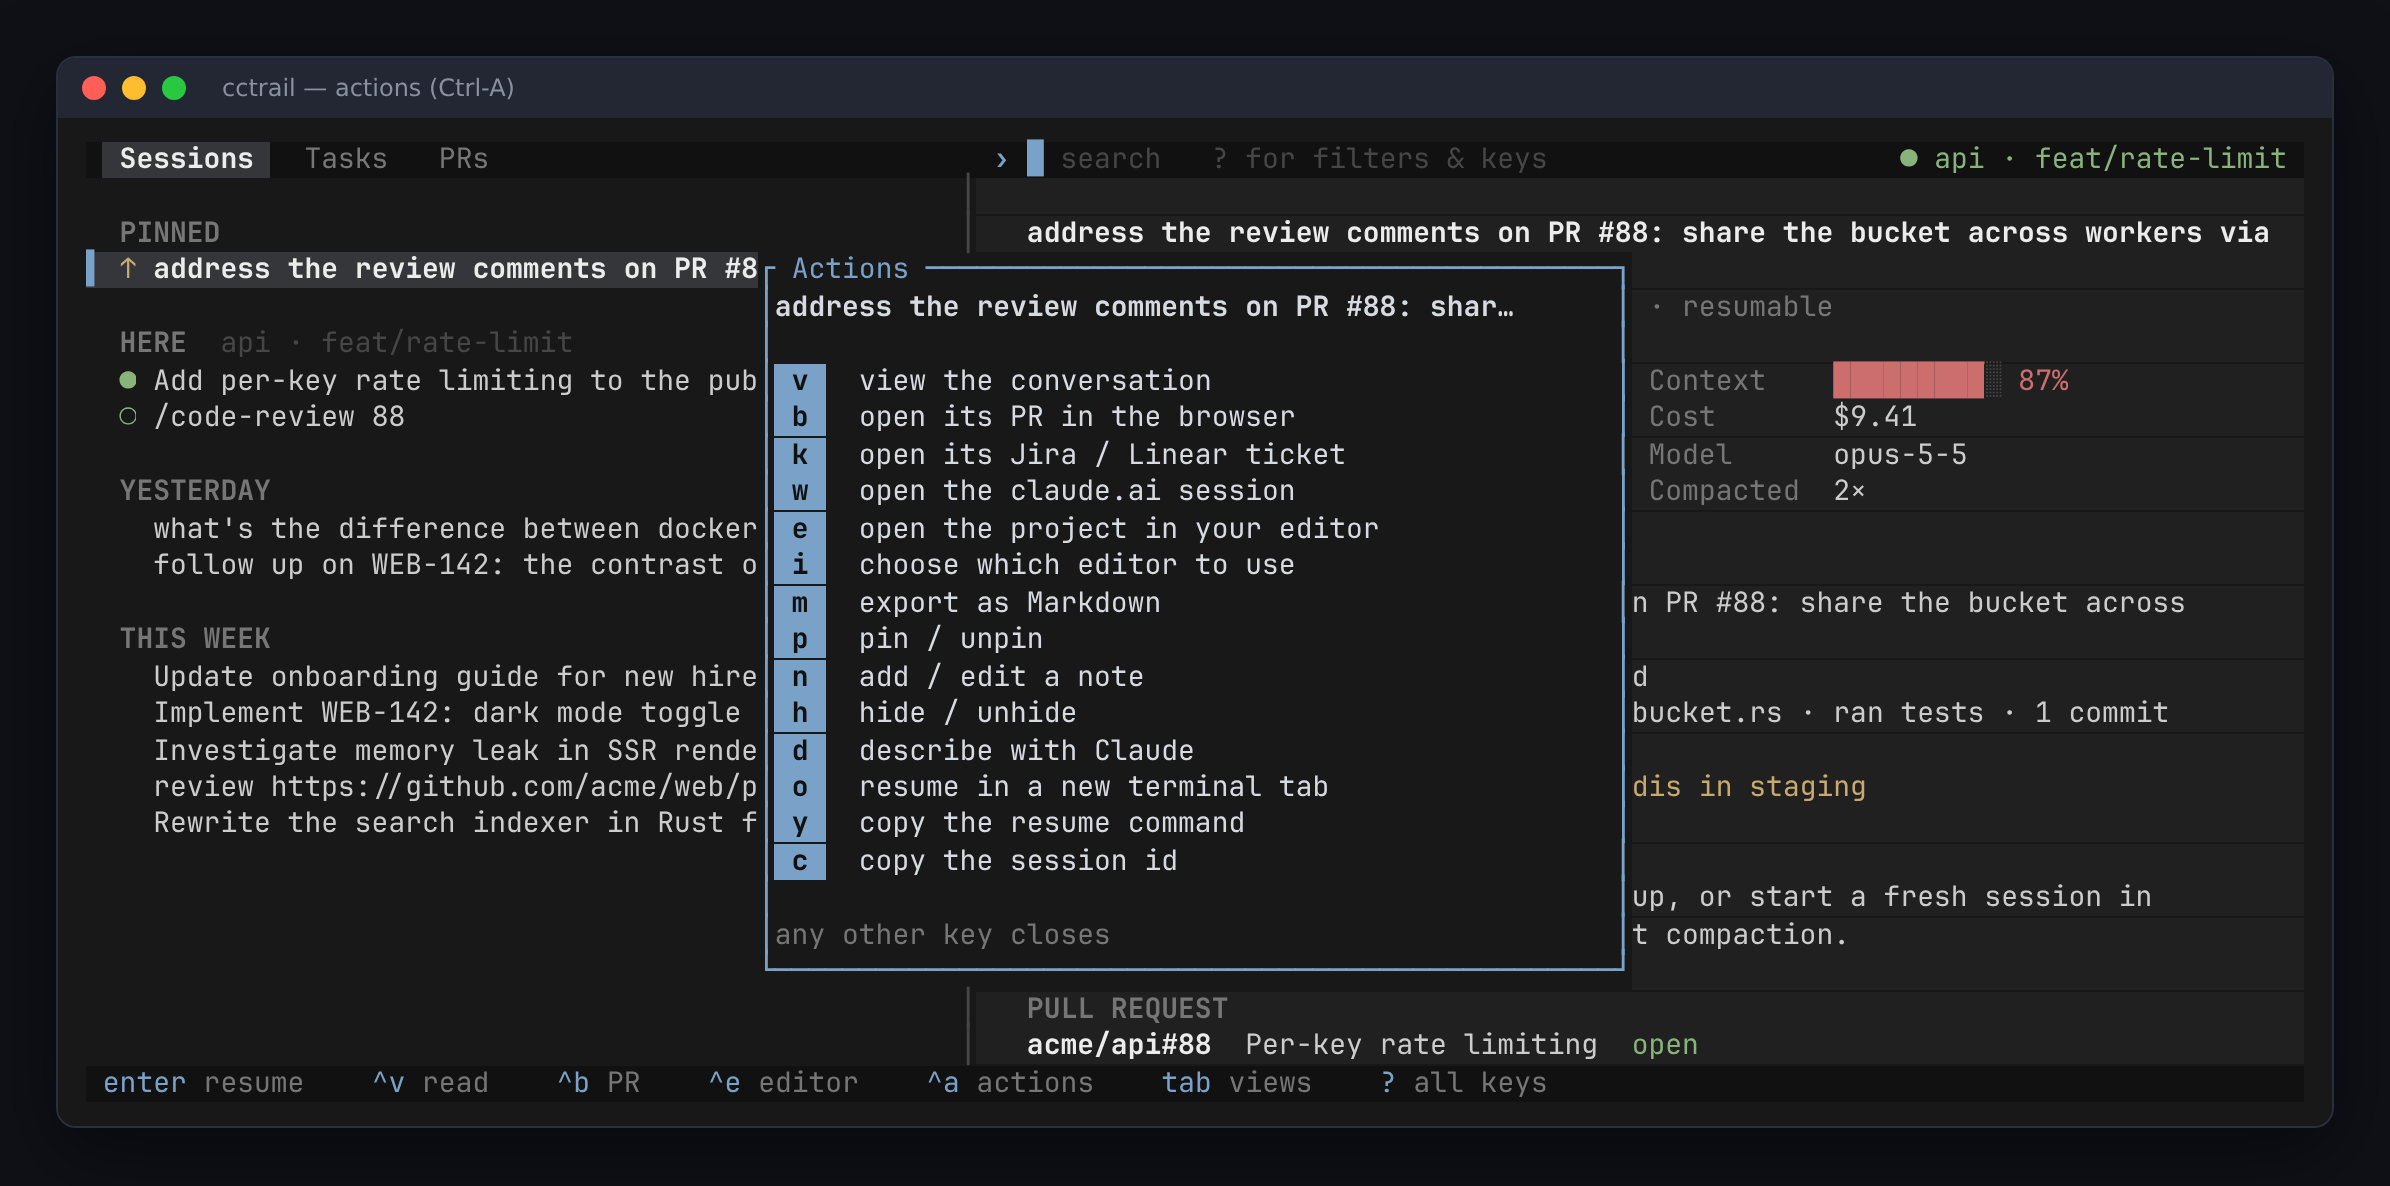 cctrail — actions (Ctrl-A)
Sessions Tasks PRs › search ? for filters & keys ● api · feat/rate-limit
PINNED
address the review comments on PR #88: share the bucket across workers via
↑ address the review comments on PR #8
Actions
address the review comments on PR #88: shar…
· resumable
HERE api · feat/rate-limit
● Add per-key rate limiting to the pub
○ /code-review 88
YESTERDAY
what's the difference between docker
follow up on WEB-142: the contrast o
THIS WEEK
Update onboarding guide for new hire
Implement WEB-142: dark mode toggle
Investigate memory leak in SSR rende
review https://github.com/acme/web/p
Rewrite the search indexer in Rust f
v view the conversation
b open its PR in the browser
k open its Jira / Linear ticket
w open the claude.ai session
e open the project in your editor
i choose which editor to use
m export as Markdown
p pin / unpin
n add / edit a note
h hide / unhide
d describe with Claude
o resume in a new terminal tab
y copy the resume command
c copy the session id
any other key closes
Context 87%
Cost $9.41
Model opus-5-5
Compacted 2×
n PR #88: share the bucket across
d
bucket.rs · ran tests · 1 commit
dis in staging
up, or start a fresh session in
t compaction.
PULL REQUEST
acme/api#88 Per-key rate limiting open
enter resume ^v read ^b PR ^e editor ^a actions tab views ? all keys